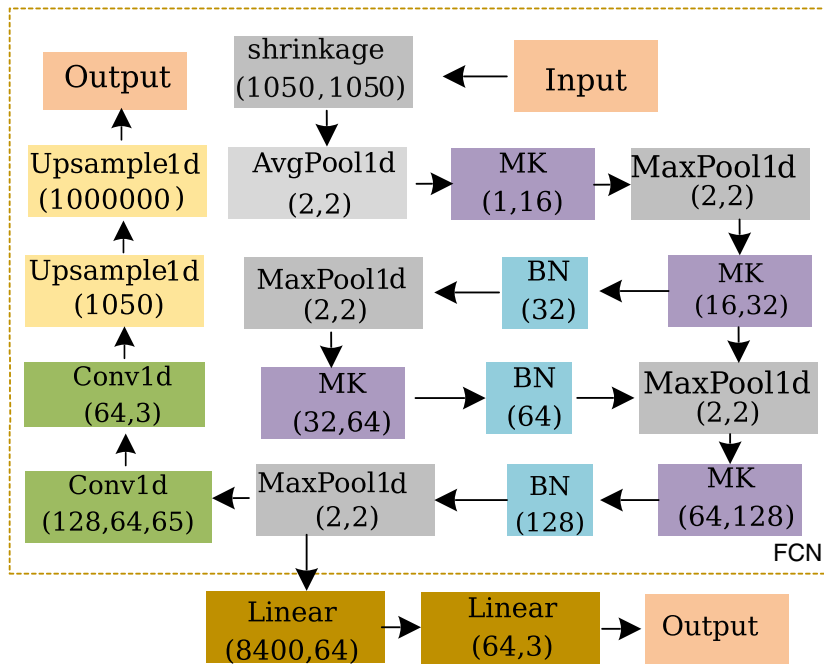 Input
shrinkage
(1050,1050)
AvgPool1d
(2,2)
MK
(1,16)
MaxPool1d
(2,2)
MK
(16,32)
BN
(32)
MaxPool1d
(2,2)
MK
(32,64)
BN
(64)
MaxPool1d
(2,2)
MK
(64,128)
BN
(128)
MaxPool1d
(2,2)
Conv1d
(128,64,65)
Conv1d
(64,3)
Upsample1d
(1050)
Upsample1d
(1000000)
Output
FCN
Linear
(8400,64)
Linear
(64,3)
Output